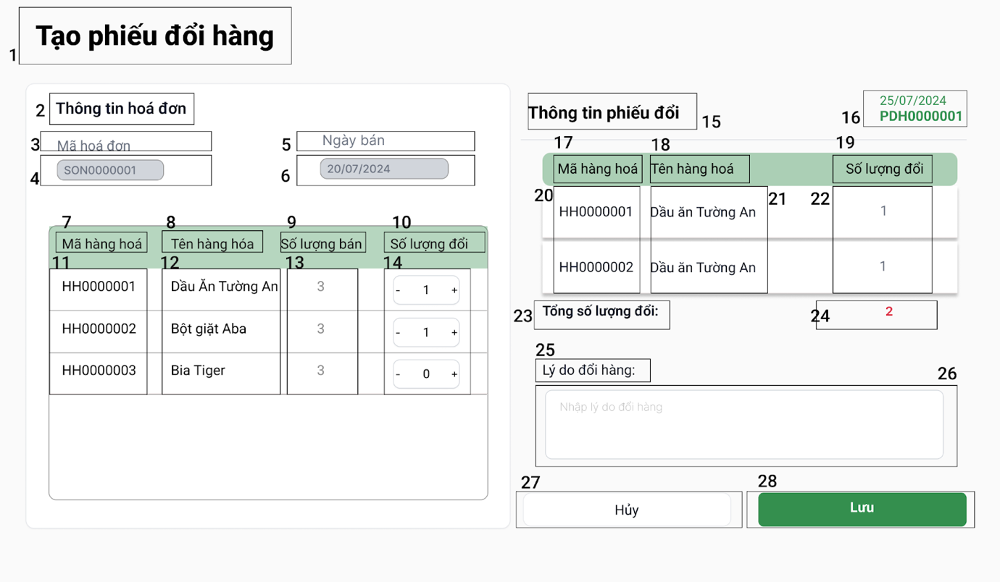 Tạo phiếu đổi hàng
1
2 Thông tin hoá đơn
3 Mã hoá đơn
5 Ngày bán
4 SON0000001
6 20/07/2024
7 8 9 10
Mã hàng hoá Tên hàng hóa Số lượng bán Số lượng đổi
11 12 13 14
HH0000001 Dầu Ăn Tường An 3 - 1 +
HH0000002 Bột giặt Aba 3 - 1 +
HH0000003 Bia Tiger 3 - 0 +
Thông tin phiếu đổi 15
16 25/07/2024
PDH0000001
17 18 19
Mã hàng hoá Tên hàng hoá Số lượng đổi
20 21 22
HH0000001 Dầu ăn Tường An 1
HH0000002 Dầu ăn Tường An 1
23 Tổng số lượng đổi: 24 2
25
Lý do đổi hàng:
26
Nhập lý do đổi hàng
27 28
Hủy Lưu